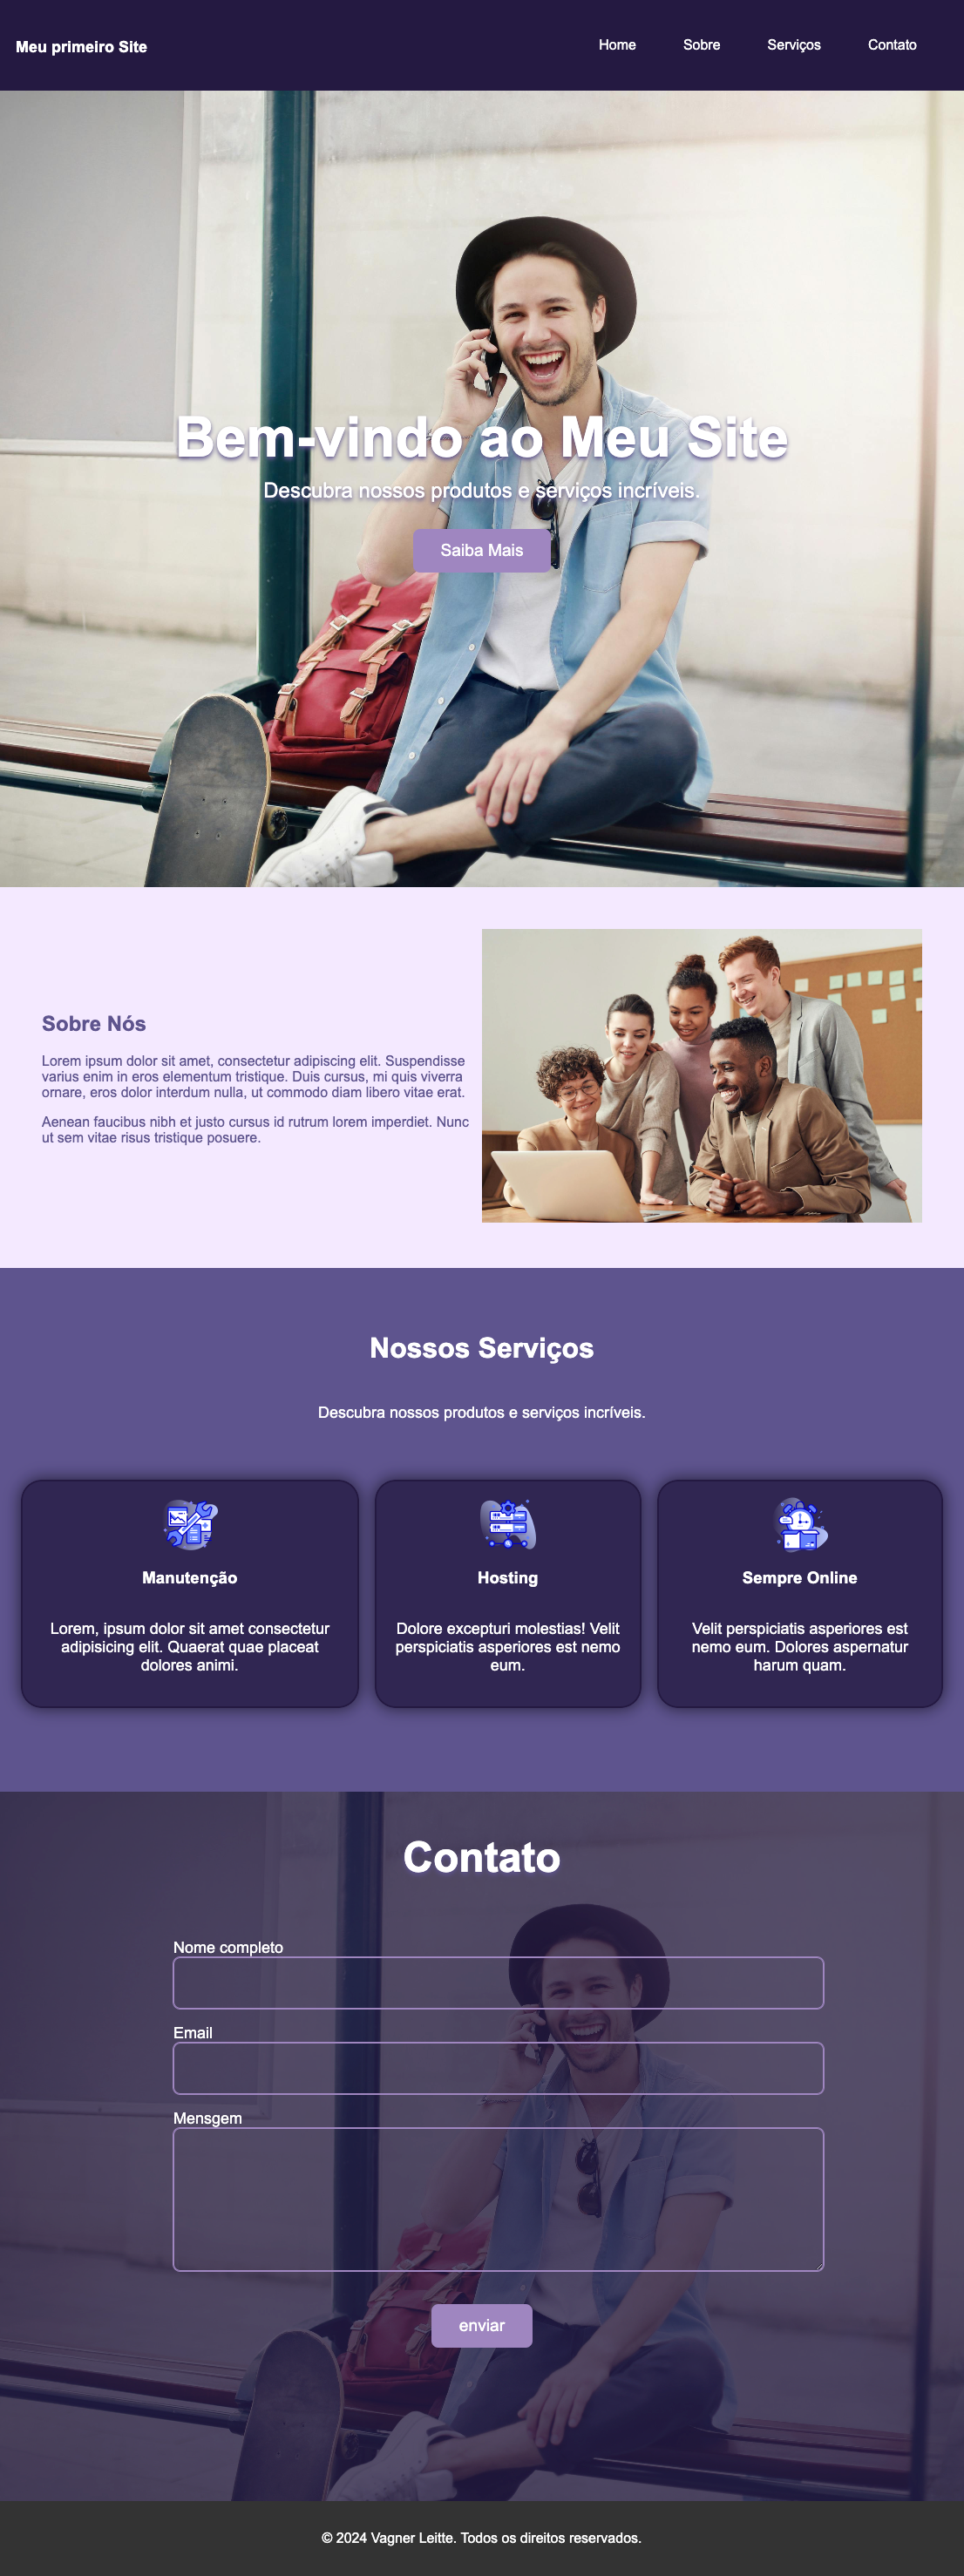 Meu primeiro Site
Home Sobre Serviços Contato
Bem-vindo ao Meu Site
Descubra nossos produtos e serviços incríveis.
Saiba Mais
Sobre Nós
Lorem ipsum dolor sit amet, consectetur adipiscing elit. Suspendisse
varius enim in eros elementum tristique. Duis cursus, mi quis viverra
ornare, eros dolor interdum nulla, ut commodo diam libero vitae erat.
Aenean faucibus nibh et justo cursus id rutrum lorem imperdiet. Nunc
ut sem vitae risus tristique posuere.
Nossos Serviços
Descubra nossos produtos e serviços incríveis.
Manutenção
Lorem, ipsum dolor sit amet consectetur
adipisicing elit. Quaerat quae placeat
dolores animi.
Hosting
Dolore excepturi molestias! Velit
perspiciatis asperiores est nemo
eum.
Sempre Online
Velit perspiciatis asperiores est
nemo eum. Dolores aspernatur
harum quam.
Contato
Nome completo
Email
Mensgem
enviar
© 2024 Vagner Leitte. Todos os direitos reservados.